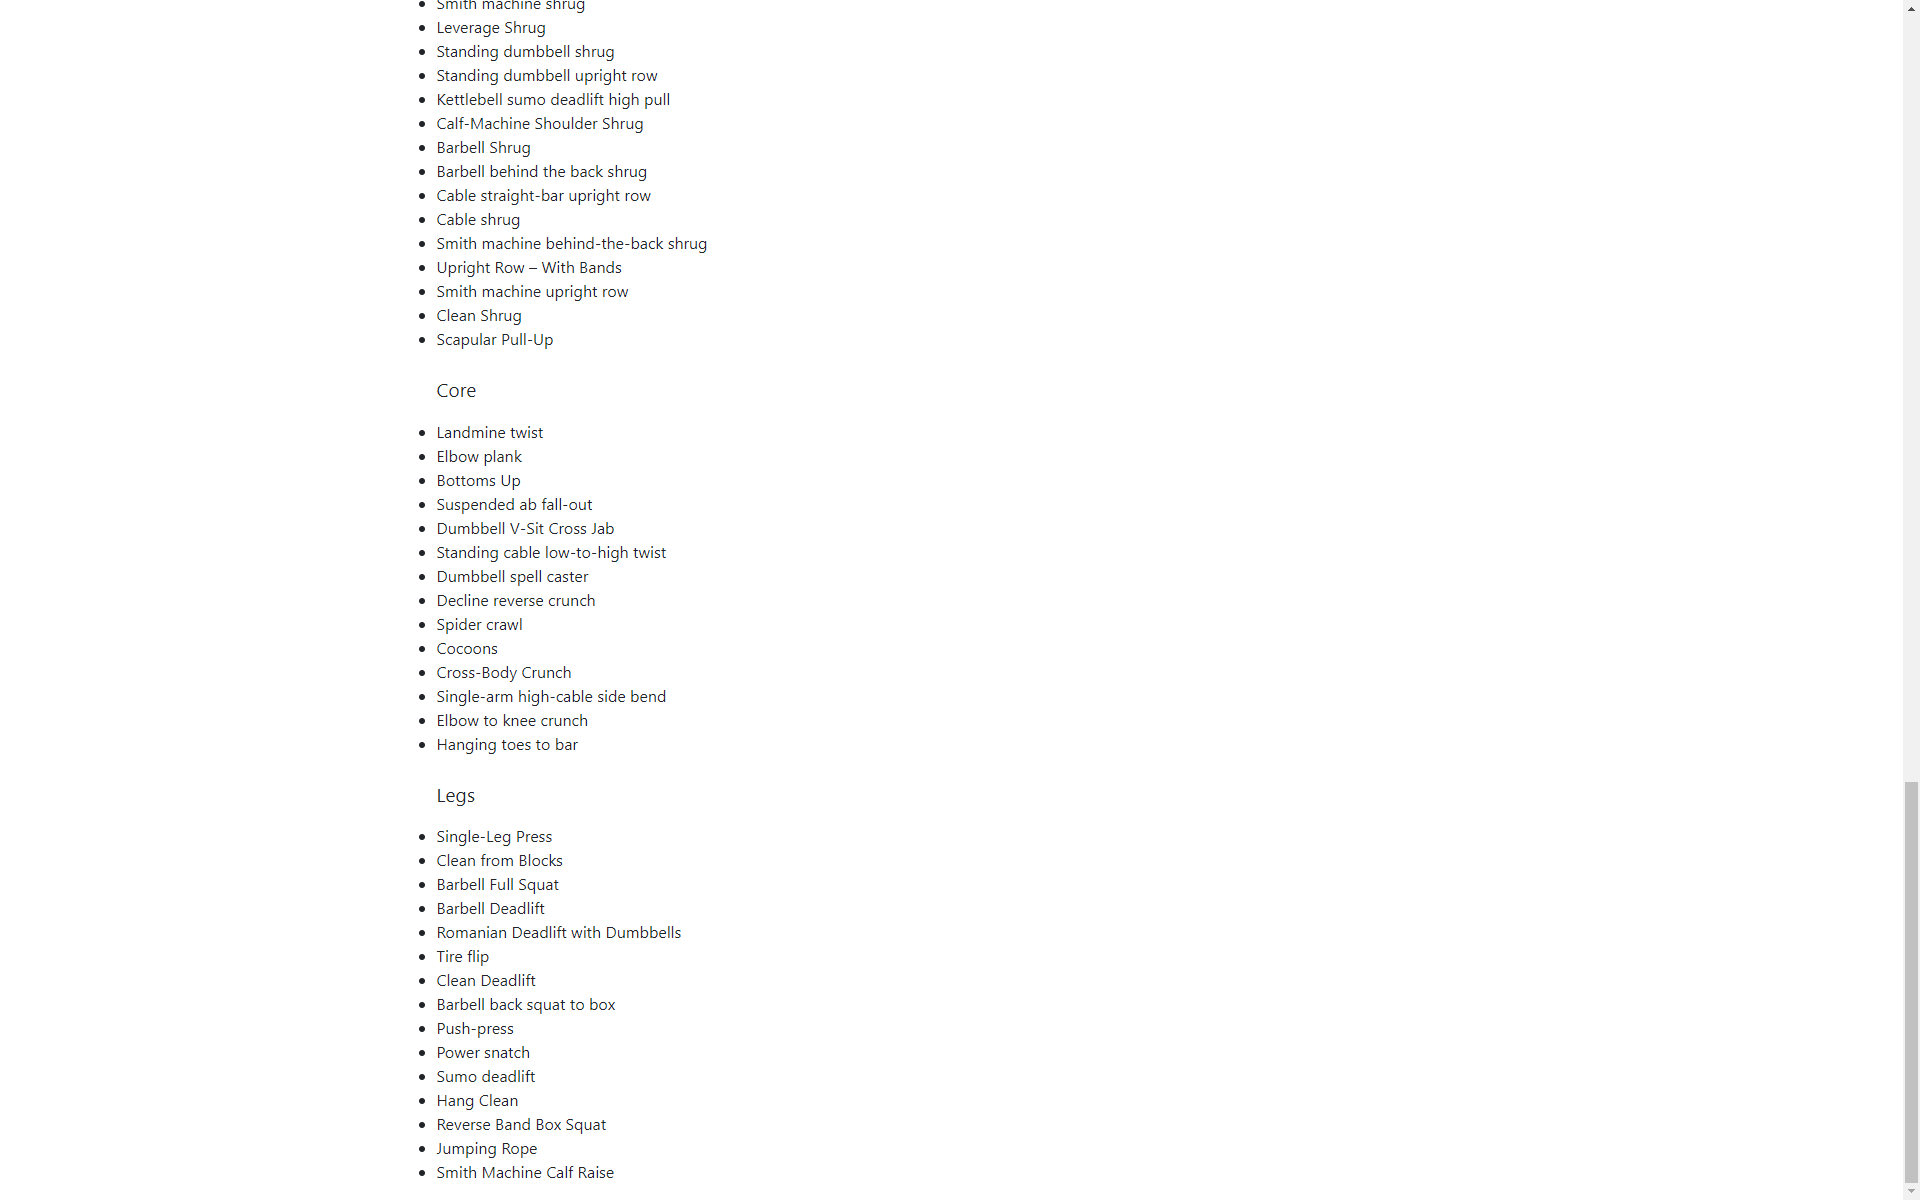 Smith machine shrug
Leverage Shrug
Standing dumbbell shrug
Standing dumbbell upright row
Kettlebell sumo deadlift high pull
Calf-Machine Shoulder Shrug
Barbell Shrug
Barbell behind the back shrug
Cable straight-bar upright row
Cable shrug
Smith machine behind-the-back shrug
Upright Row – With Bands
Smith machine upright row
Clean Shrug
Scapular Pull-Up
Core
Landmine twist
Elbow plank
Bottoms Up
Suspended ab fall-out
Dumbbell V-Sit Cross Jab
Standing cable low-to-high twist
Dumbbell spell caster
Decline reverse crunch
Spider crawl
Cocoons
Cross-Body Crunch
Single-arm high-cable side bend
Elbow to knee crunch
Hanging toes to bar
Legs
Single-Leg Press
Clean from Blocks
Barbell Full Squat
Barbell Deadlift
Romanian Deadlift with Dumbbells
Tire flip
Clean Deadlift
Barbell back squat to box
Push-press
Power snatch
Sumo deadlift
Hang Clean
Reverse Band Box Squat
Jumping Rope
Smith Machine Calf Raise